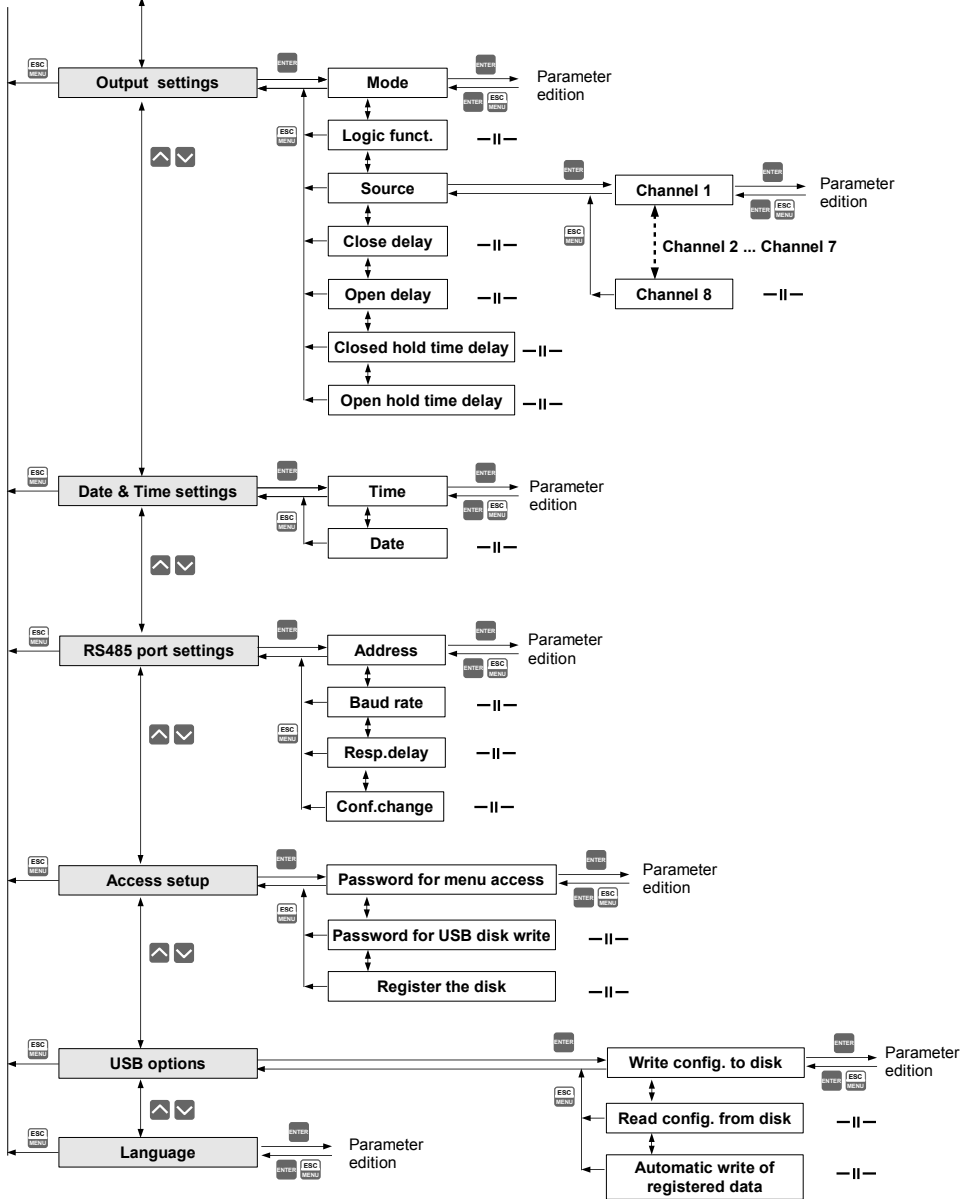 ESC
MENU
Output settings
ENTER
Mode
ENTER
ENTER
ESC
MENU
Parameter
edition
ESC
MENU
Logic funct.
—II—
Source
ENTER
Channel 1
ENTER
ENTER
ESC
MENU
Parameter
edition
ESC
MENU
Close delay
—II—
Channel 2 ... Channel 7
Open delay
—II—
Channel 8
—II—
Closed hold time delay
—II—
Open hold time delay
—II—
ESC
MENU
Date & Time settings
ENTER
Time
ENTER
ENTER
ESC
MENU
Parameter
edition
ESC
MENU
Date
—II—
ESC
MENU
RS485 port settings
ENTER
Address
ENTER
ENTER
ESC
MENU
Parameter
edition
Baud rate
—II—
ESC
MENU
Resp.delay
—II—
Conf.change
—II—
ESC
MENU
Access setup
ENTER
Password for menu access
ENTER
ENTER
ESC
MENU
Parameter
edition
ESC
MENU
Password for USB disk write
—II—
Register the disk
—II—
ESC
MENU
USB options
ENTER
Write config. to disk
ENTER
ENTER
ESC
MENU
Parameter
edition
ESC
MENU
Read config. from disk
—II—
Automatic write of
registered data
—II—
ESC
MENU
Language
ENTER
ENTER
ESC
MENU
Parameter
edition